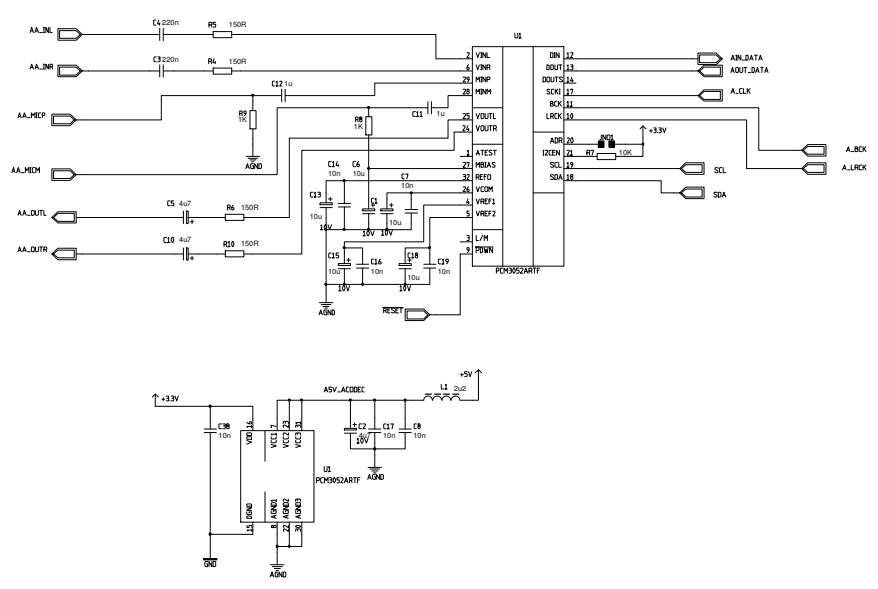 U1
C4 220n
R5 150R
AA_INL
2 VINL
DIN 12
AIN_DATA
AA_INR
C3 220n
R4 150R
6 VINR
DOUT 13
AOUT_DATA
29 MINP
DOUTS 14
C12 1u
28 MINM
SCKI 17
A_CLK
BCK 11
AA_MICP
R9 1K
R8 1K
C11 1u
25 VOUTL
LRCK 10
24 VOUTR
+3.3V
ADR 20
JNO1
A_BCK
AGND
1 ATEST
I2CEN 21
R7 10K
AA_MICM
C14 10n
C6 10u
C7 10n
27 MBIAS
SCL 19
SCL
A_LRCK
32 REFO
SDA 18
C13 10u 10V
C1 10u
10V
10V
26 VCOM
SDA
AA_OUTL
C5 4u7
R6 150R
4 VREF1
5 VREF2
AA_OUTR
C10 4u7
R10 150R
3 L/M
9 PDWN
C15 10u 10V
C16 10n
C18 10u 10V
C19 10n
PCM3052ARTF
AGND
RESET
+5V
+3.3V
A5V_ACODEC
L1 2u2
C38 10n
VDD 16
VCC1 7
VCC2 23
VCC3 31
C2 4u7 10V
C17 10n
C8 10n
U1
PCM3052ARTF
AGND
DGND 15
AGND1 8
AGND2 22
AGND3 30
GND
AGND